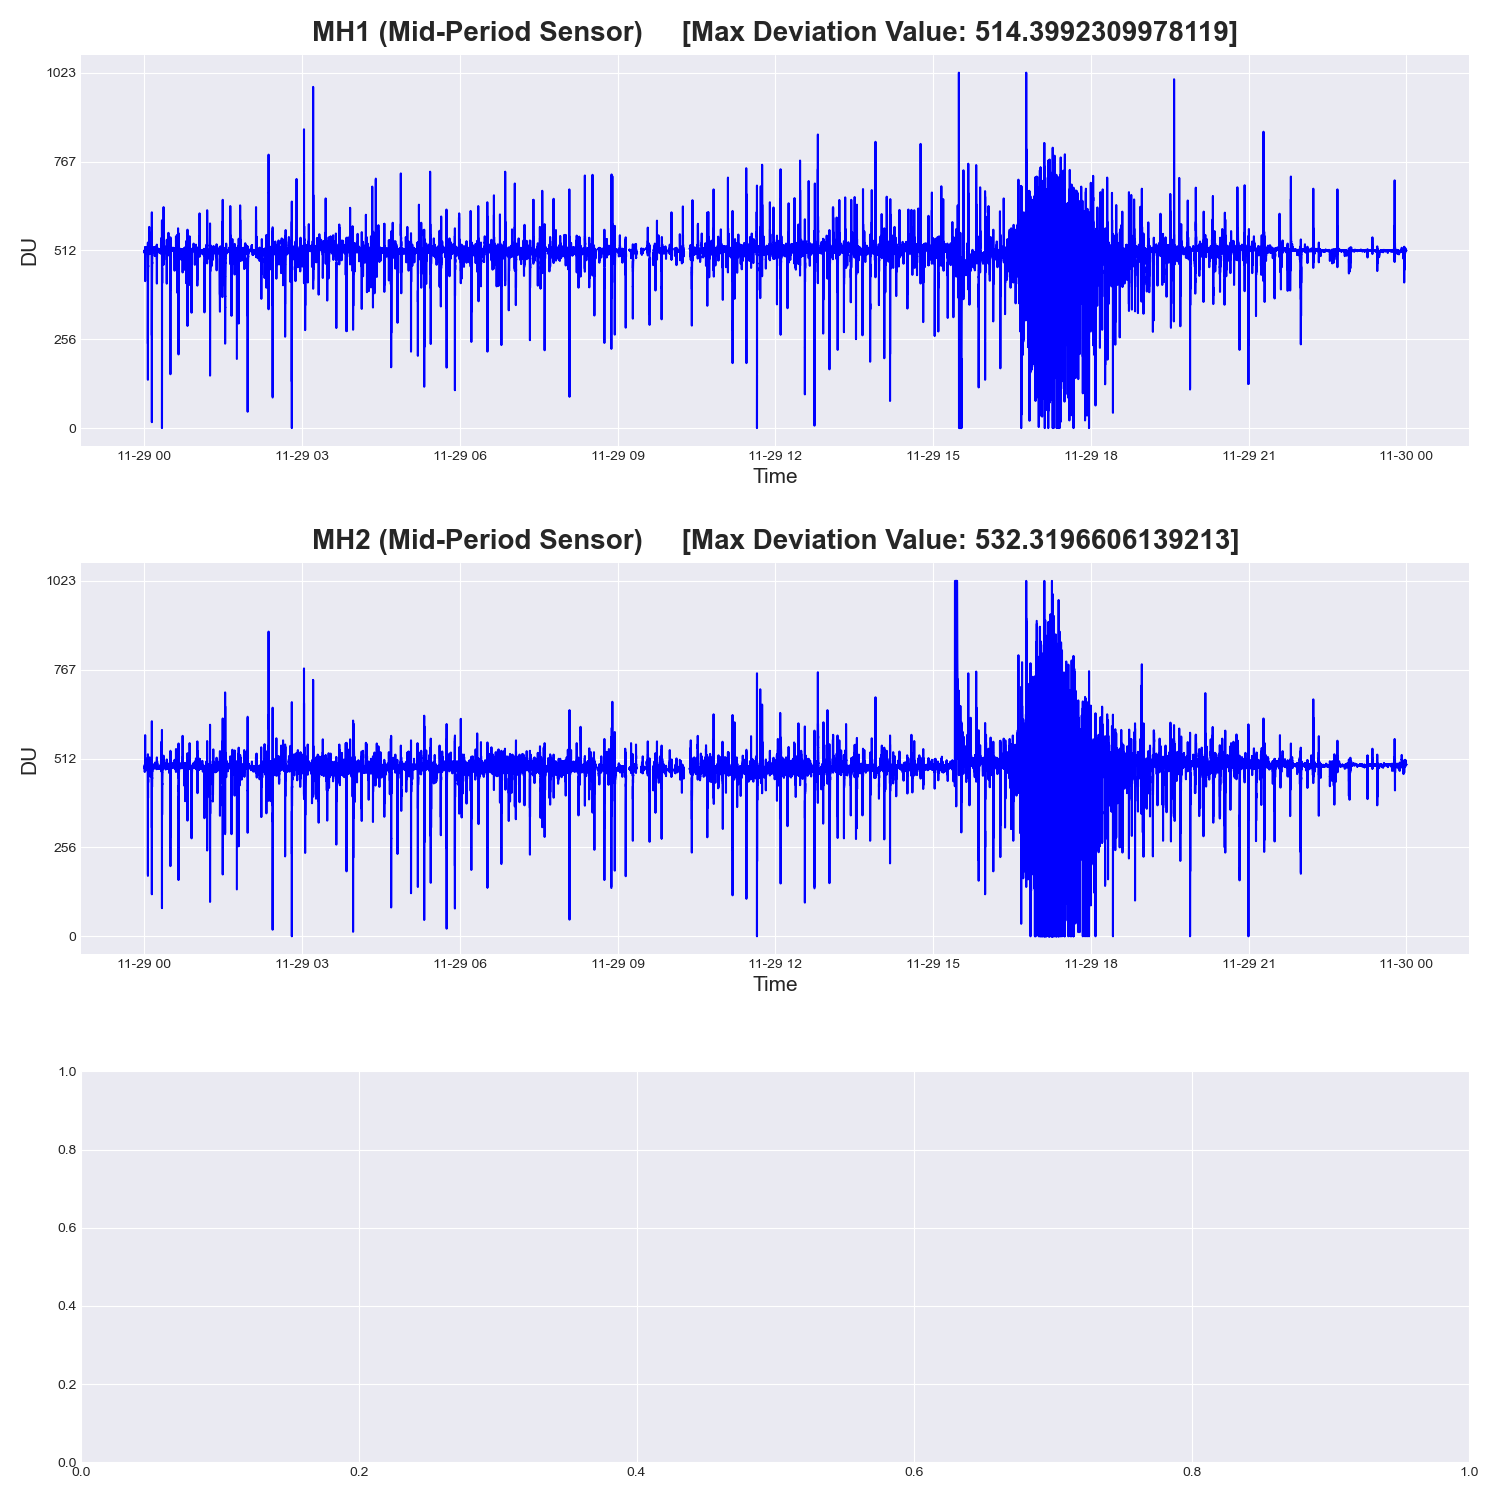 MH1 (Mid-Period Sensor) [Max Deviation Value: 514.3992309978119]
1023
767
512
256
0
DU
11-29 00 11-29 03 11-29 06 11-29 09 11-29 12 11-29 15 11-29 18 11-29 21 11-30 00
Time
MH2 (Mid-Period Sensor) [Max Deviation Value: 532.3196606139213]
1023
767
512
256
0
DU
11-29 00 11-29 03 11-29 06 11-29 09 11-29 12 11-29 15 11-29 18 11-29 21 11-30 00
Time
1.0
0.8
0.6
0.4
0.2
0.0
0.0 0.2 0.4 0.6 0.8 1.0